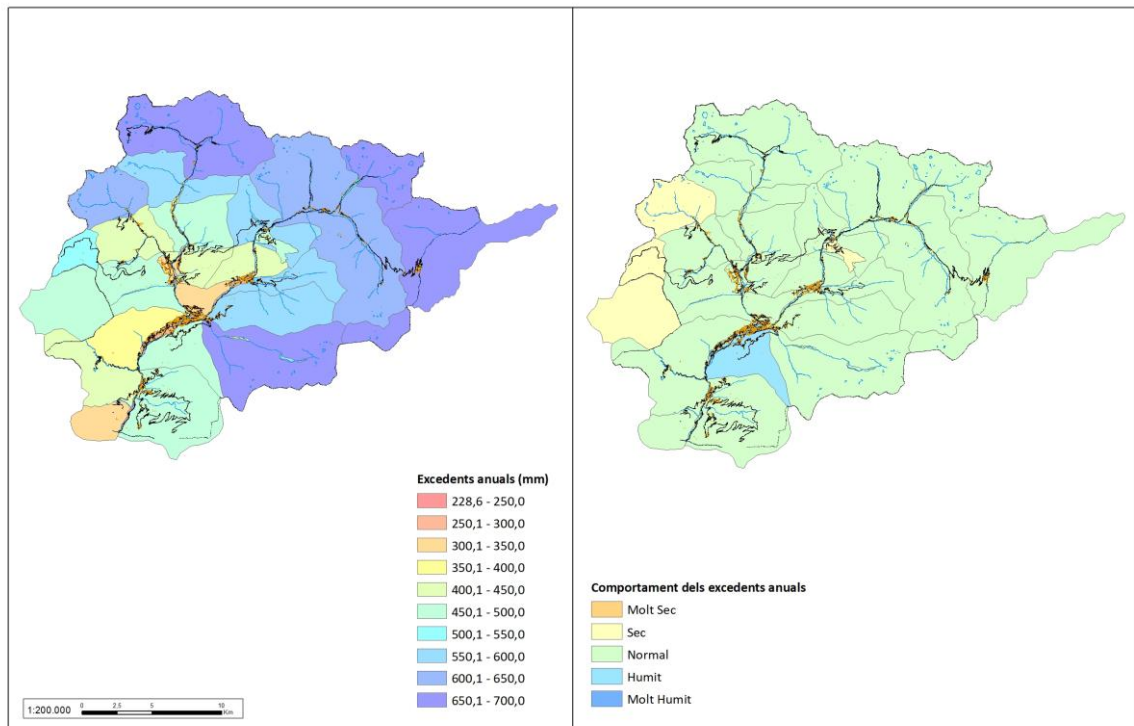 Excedents anuals (mm)
228,6 - 250,0
250,1 - 300,0
300,1 - 350,0
350,1 - 400,0
400,1 - 450,0
450,1 - 500,0
500,1 - 550,0
550,1 - 600,0
600,1 - 650,0
650,1 - 700,0
1:200.000
0 2,5 5 10
Km
Comportament dels excedents anuals
Molt Sec
Sec
Normal
Humit
Molt Humit